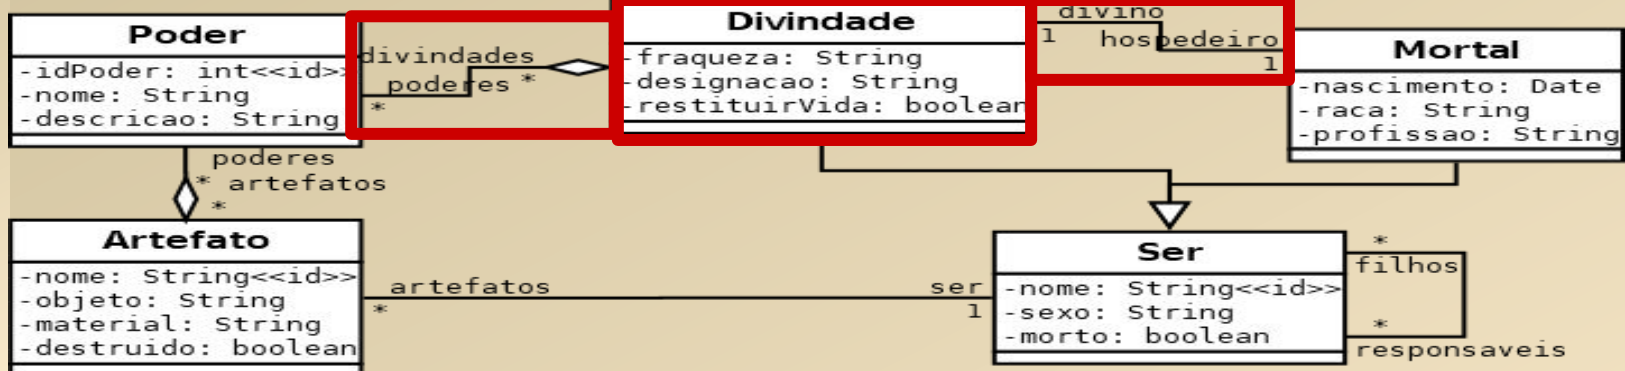 Poder
-idPoder: int<<id>>
-nome: String
-descricao: String
divindades
poderes *
*
Divindade
-fraqueza: String
-designacao: String
-restituirVida: boolean
divino
1
hospedeiro
1
Mortal
-nascimento: Date
-raca: String
-profissao: String
poderes
* artefatos
*
Artefato
-nome: String<<id>>
-objeto: String
-material: String
-destruido: boolean
artefatos
*
ser
1
Ser
-nome: String<<id>>
-sexo: String
-morto: boolean
*
filhos
*
responsaveis